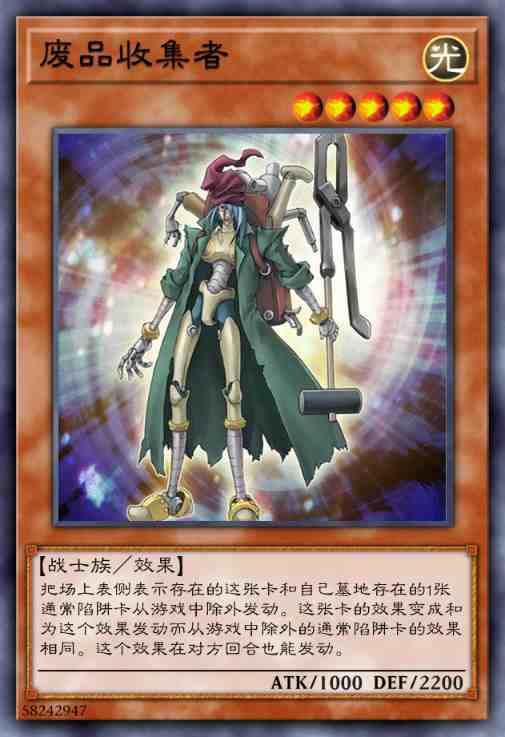 废品收集者
光
【战士族／效果】
把场上表侧表示存在的这张卡和自己墓地存在的1张
通常陷阱卡从游戏中除外发动。这张卡的效果变成和
为这个效果发动而从游戏中除外的通常陷阱卡的效果
相同。这个效果在对方回合也能发动。
ATK/1000 DEF/2200
58242947